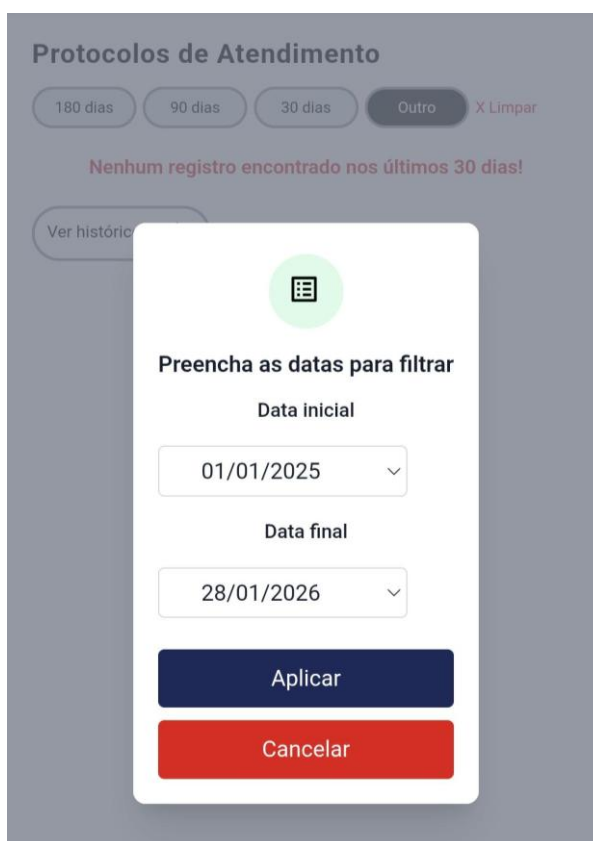 Protocolos de Atendimento
180 dias 90 dias 30 dias Outro X Limpar
Nenhum registro encontrado nos últimos 30 dias!
Ver históric
Preencha as datas para filtrar
Data inicial
01/01/2025
Data final
28/01/2026
Aplicar
Cancelar